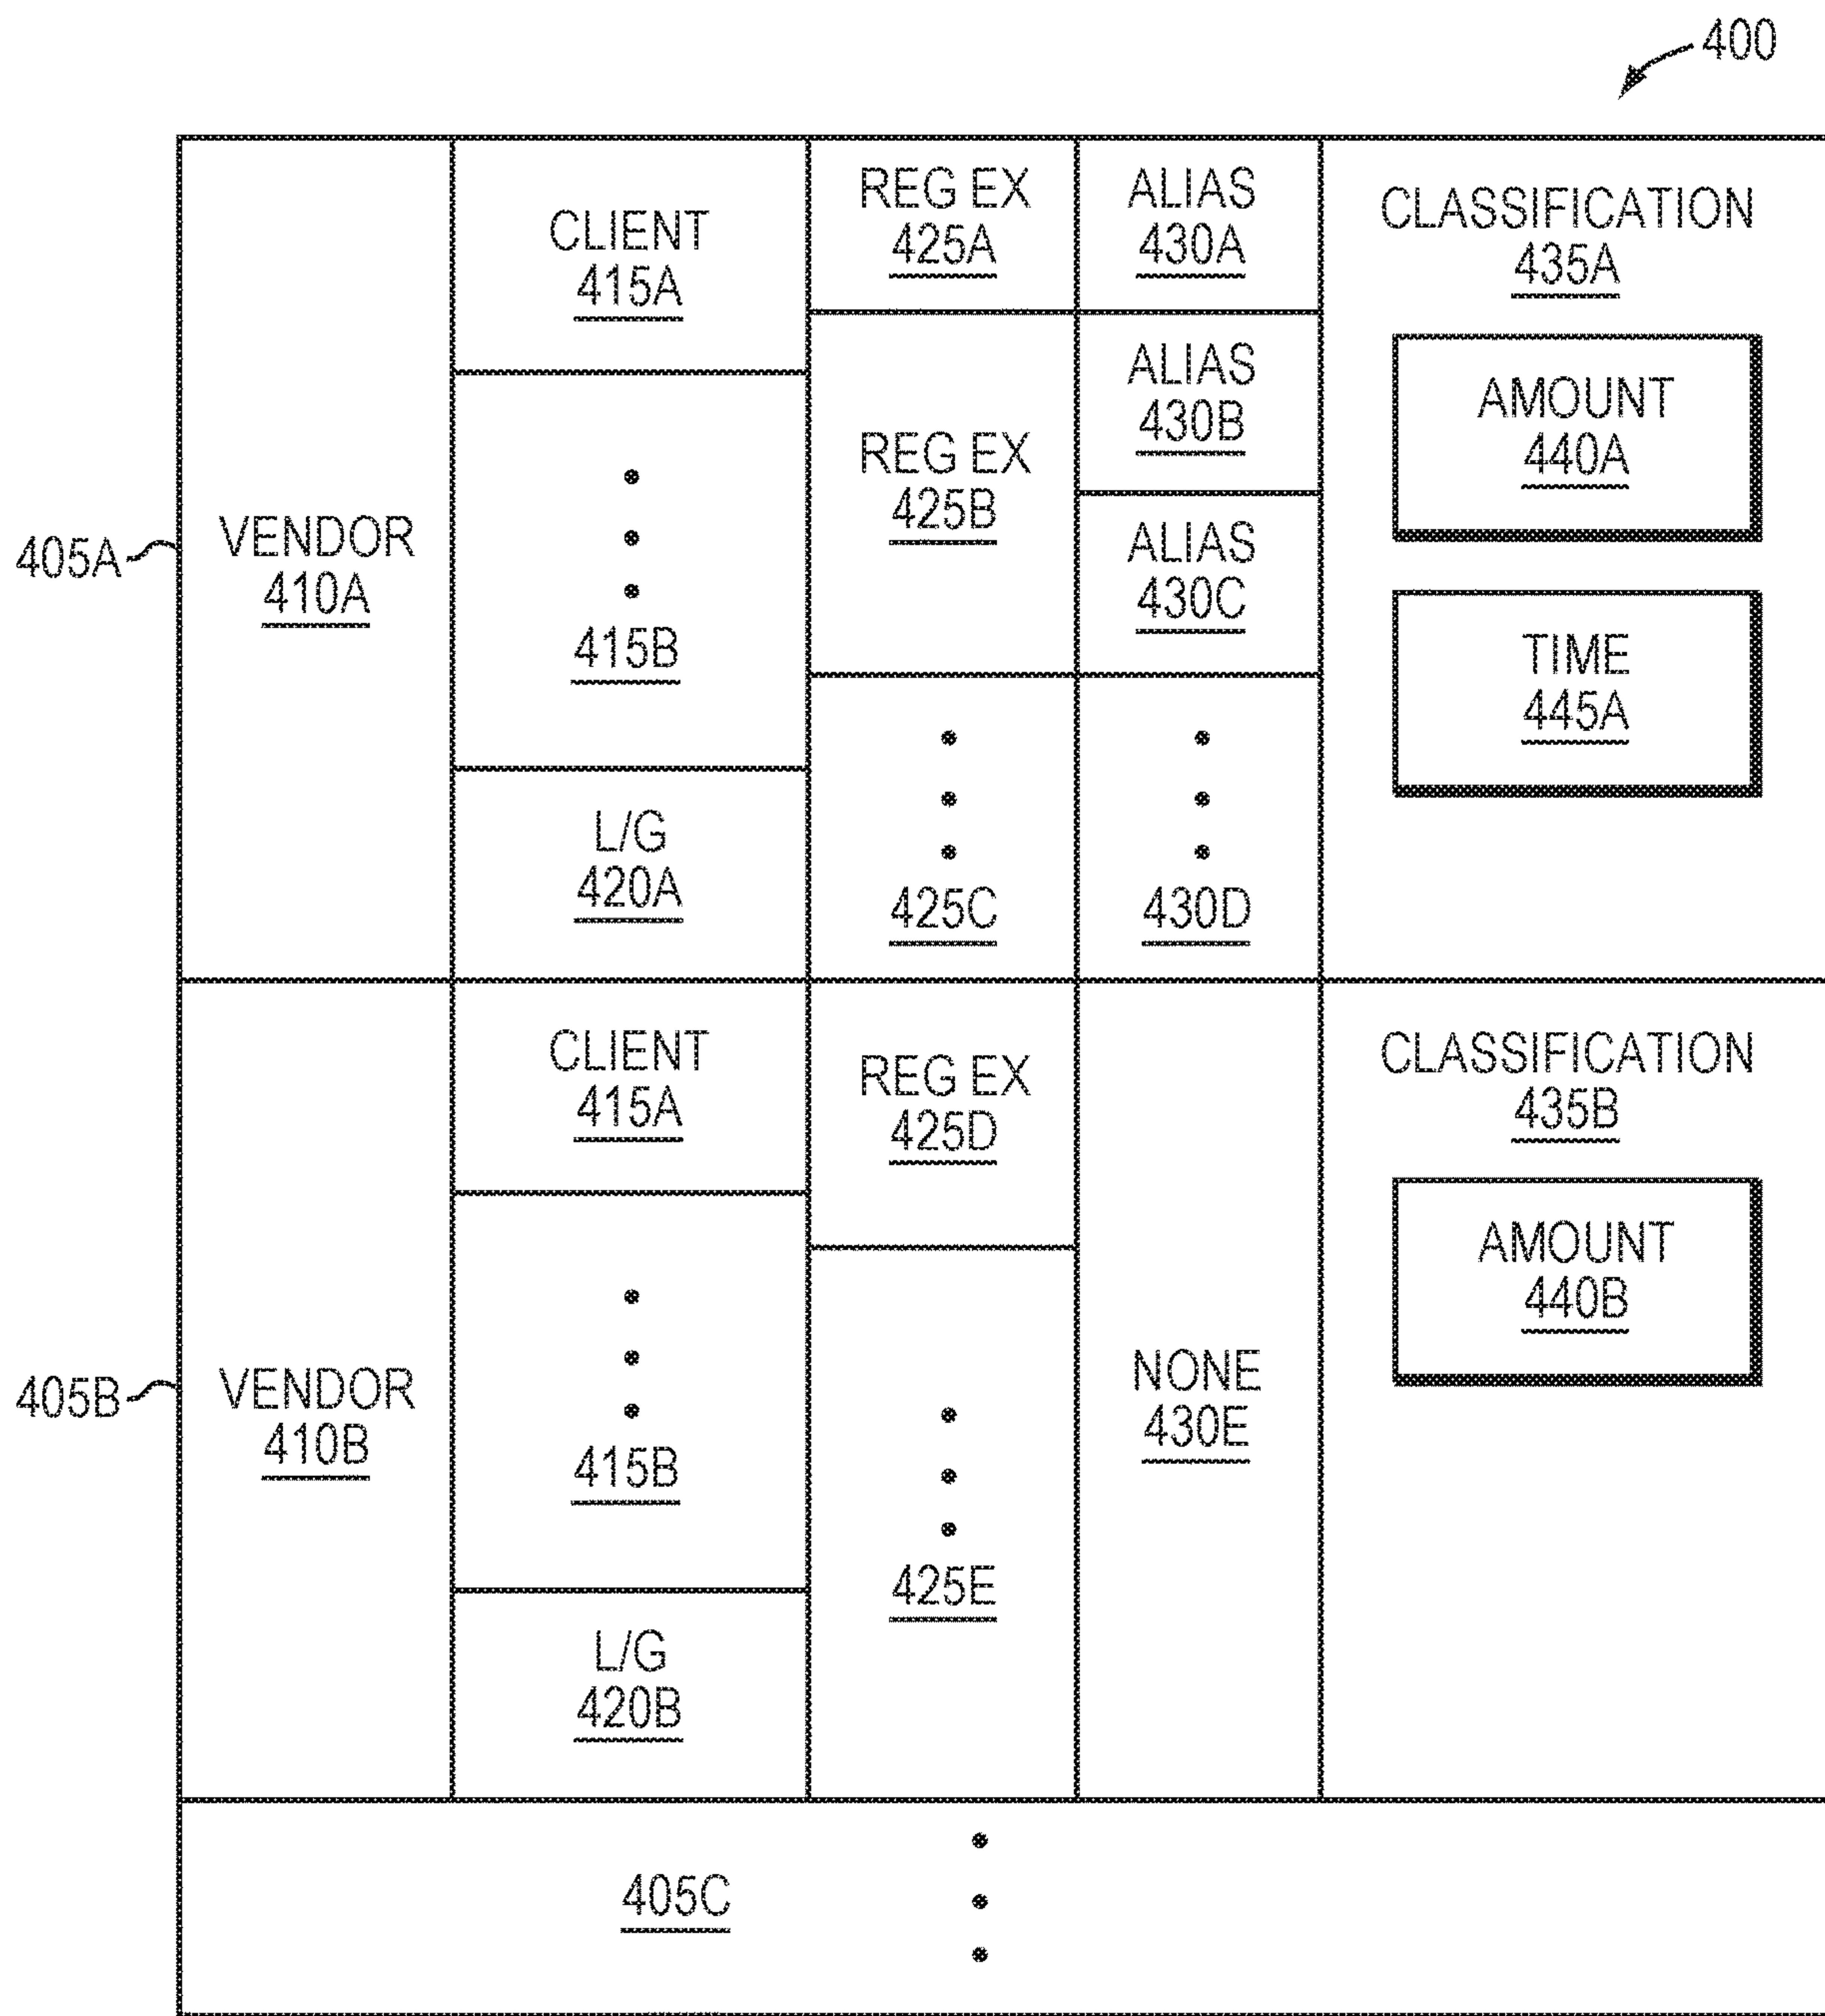 400
405A
VENDOR
410A
CLIENT
415A
415B
L/G
420A
REG EX
425A
REG EX
425B
425C
ALIAS
430A
ALIAS
430B
ALIAS
430C
430D
CLASSIFICATION
435A
AMOUNT
440A
TIME
445A
405B
VENDOR
410B
CLIENT
415A
415B
L/G
420B
REG EX
425D
425E
NONE
430E
CLASSIFICATION
435B
AMOUNT
440B
405C